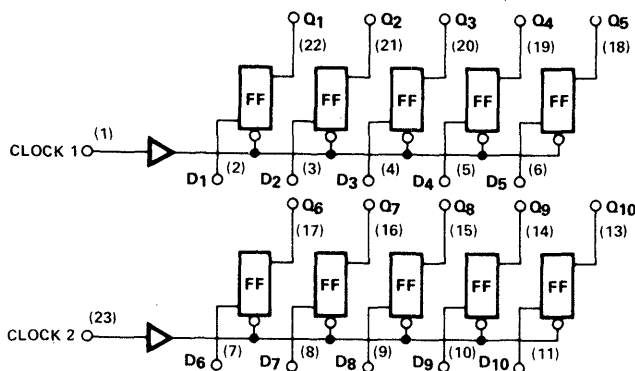 Q1 Q2 Q3 Q4 Q5
(22) (21) (20) (19) (18)
FF FF FF FF FF
(1)
CLOCK 1
(2) (3) (4) (5) (6)
D1 D2 D3 D4 D5
Q6 Q7 Q8 Q9 Q10
(17) (16) (15) (14) (13)
FF FF FF FF FF
(23)
CLOCK 2
D6 (7) D7 (8) D8 (9) D9 (10) D10 (11)